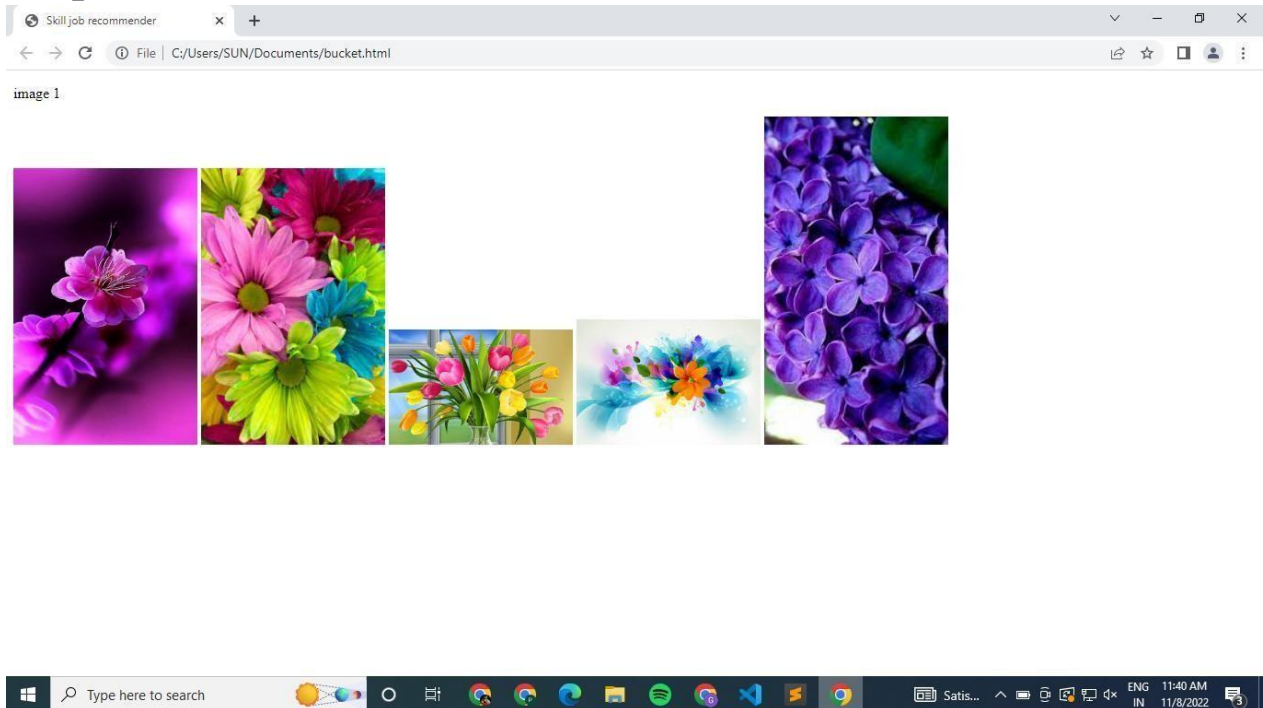 Skill job recommender
File | C:/Users/SUN/Documents/bucket.html
image 1
Type here to search
Satis...
ENG
IN
11:40 AM
11/8/2022
3